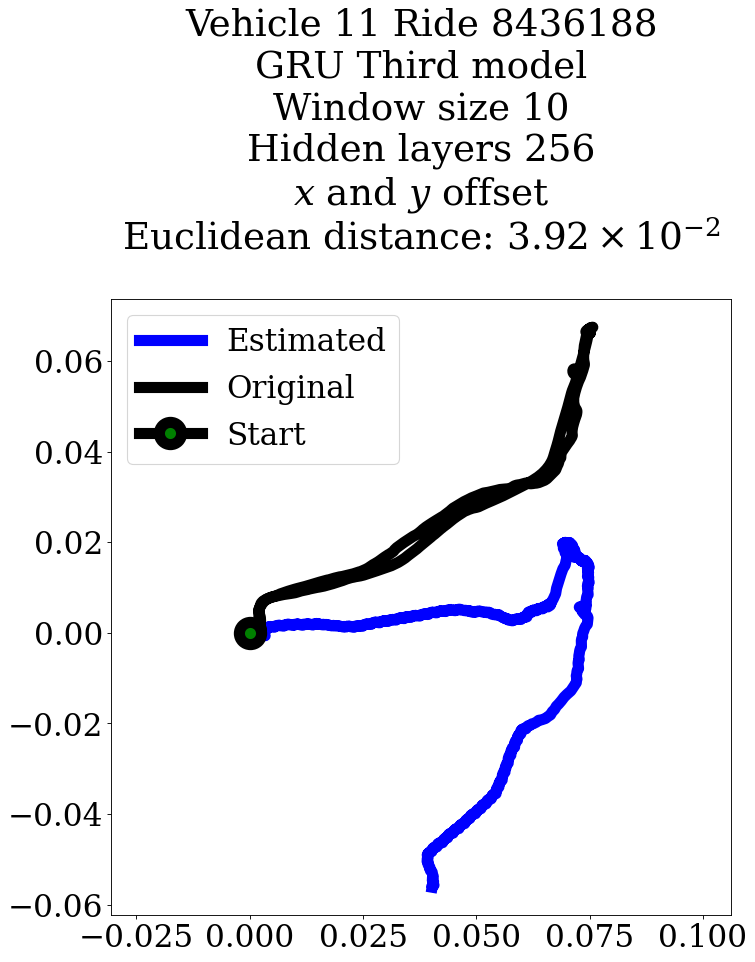 Vehicle 11 Ride 8436188
GRU Third model
Window size 10
Hidden layers 256
x and y offset
Euclidean distance: 3.92 × 10⁻²
Estimated
Original
Start
0.06
0.04
0.02
0.00
−0.02
−0.04
−0.06
−0.025 0.000 0.025 0.050 0.075 0.100